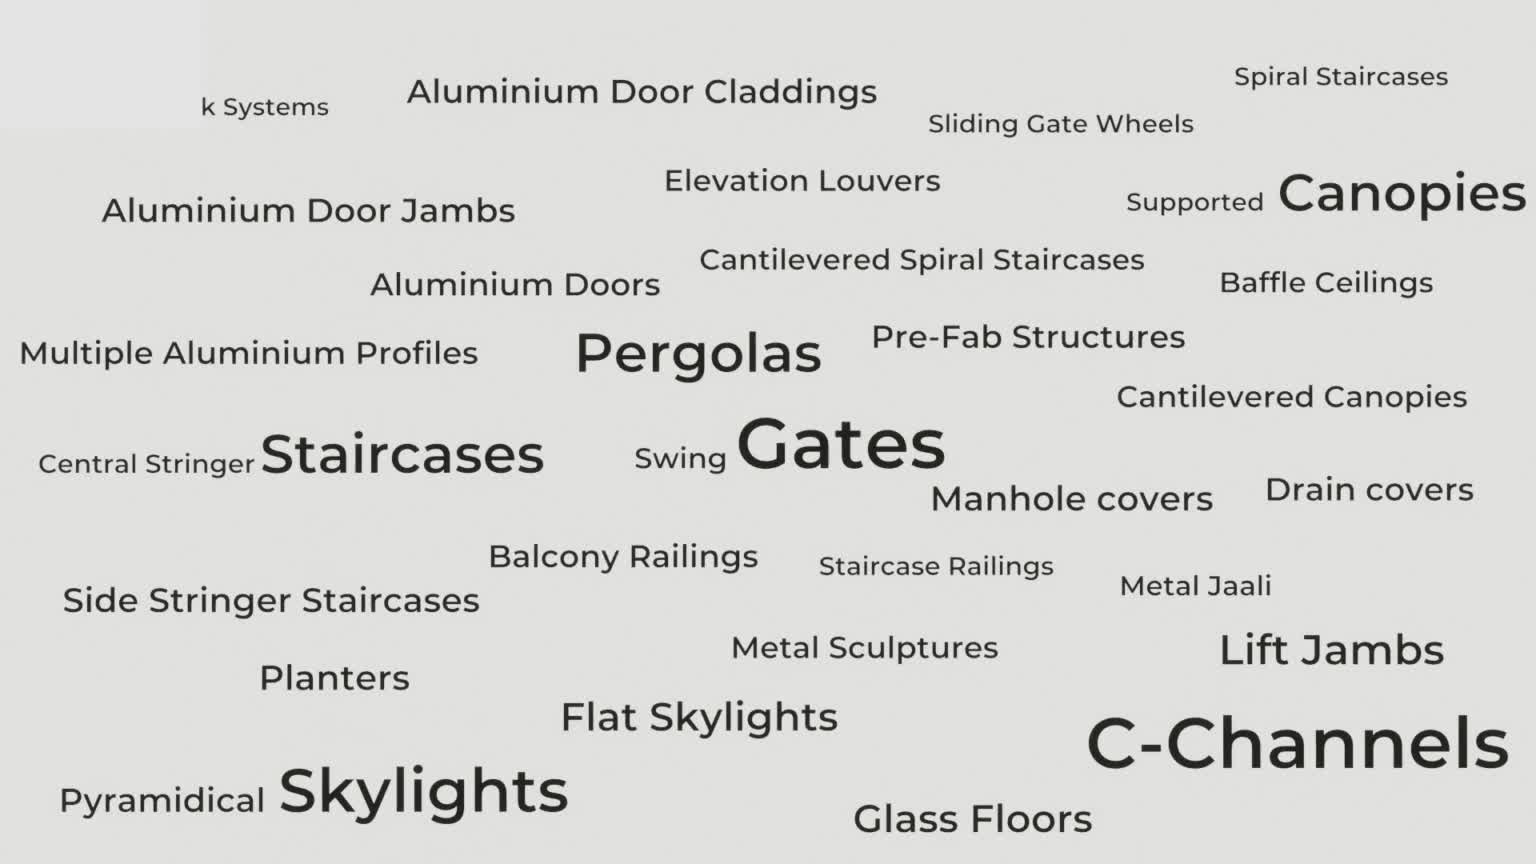 Spiral Staircases
Aluminium Door Claddings
k Systems
Sliding Gate Wheels
Elevation Louvers
Supported Canopies
Aluminium Door Jambs
Cantilevered Spiral Staircases
Aluminium Doors
Baffle Ceilings
Pre-Fab Structures
Multiple Aluminium Profiles
Pergolas
Cantilevered Canopies
Central Stringer Staircases
Swing Gates
Drain covers
Manhole covers
Balcony Railings
Staircase Railings
Metal Jaali
Side Stringer Staircases
Metal Sculptures
Lift Jambs
Planters
Flat Skylights
C-Channels
Pyramidical Skylights
Glass Floors